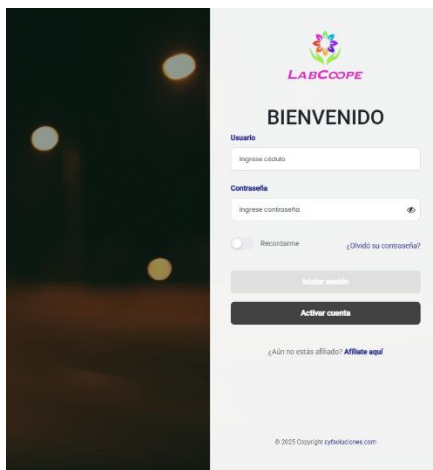 LABCOOPE
BIENVENIDO
Usuario
Ingrese cédula
Contraseña
Ingrese contraseña
Recordarme
¿Olvidó su contraseña?
Iniciar sesión
Activar cuenta
¿Aún no estás afiliado? Afíliate aquí
© 2025 Copyright cyfsoluciones.com